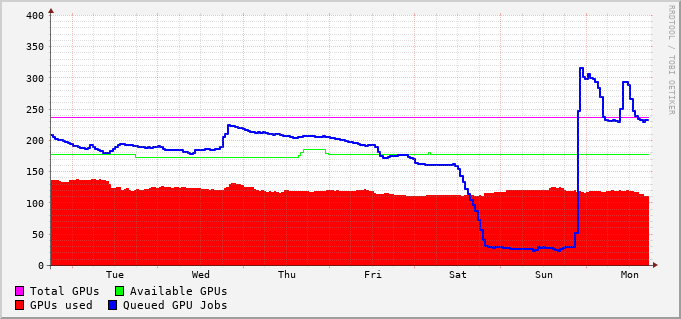 RRDTOOL / TOBI OETIKER
400
350
300
250
200
150
100
50
0
Tue Wed Thu Fri Sat Sun Mon
Total GPUs Available GPUs
GPUs used Queued GPU Jobs